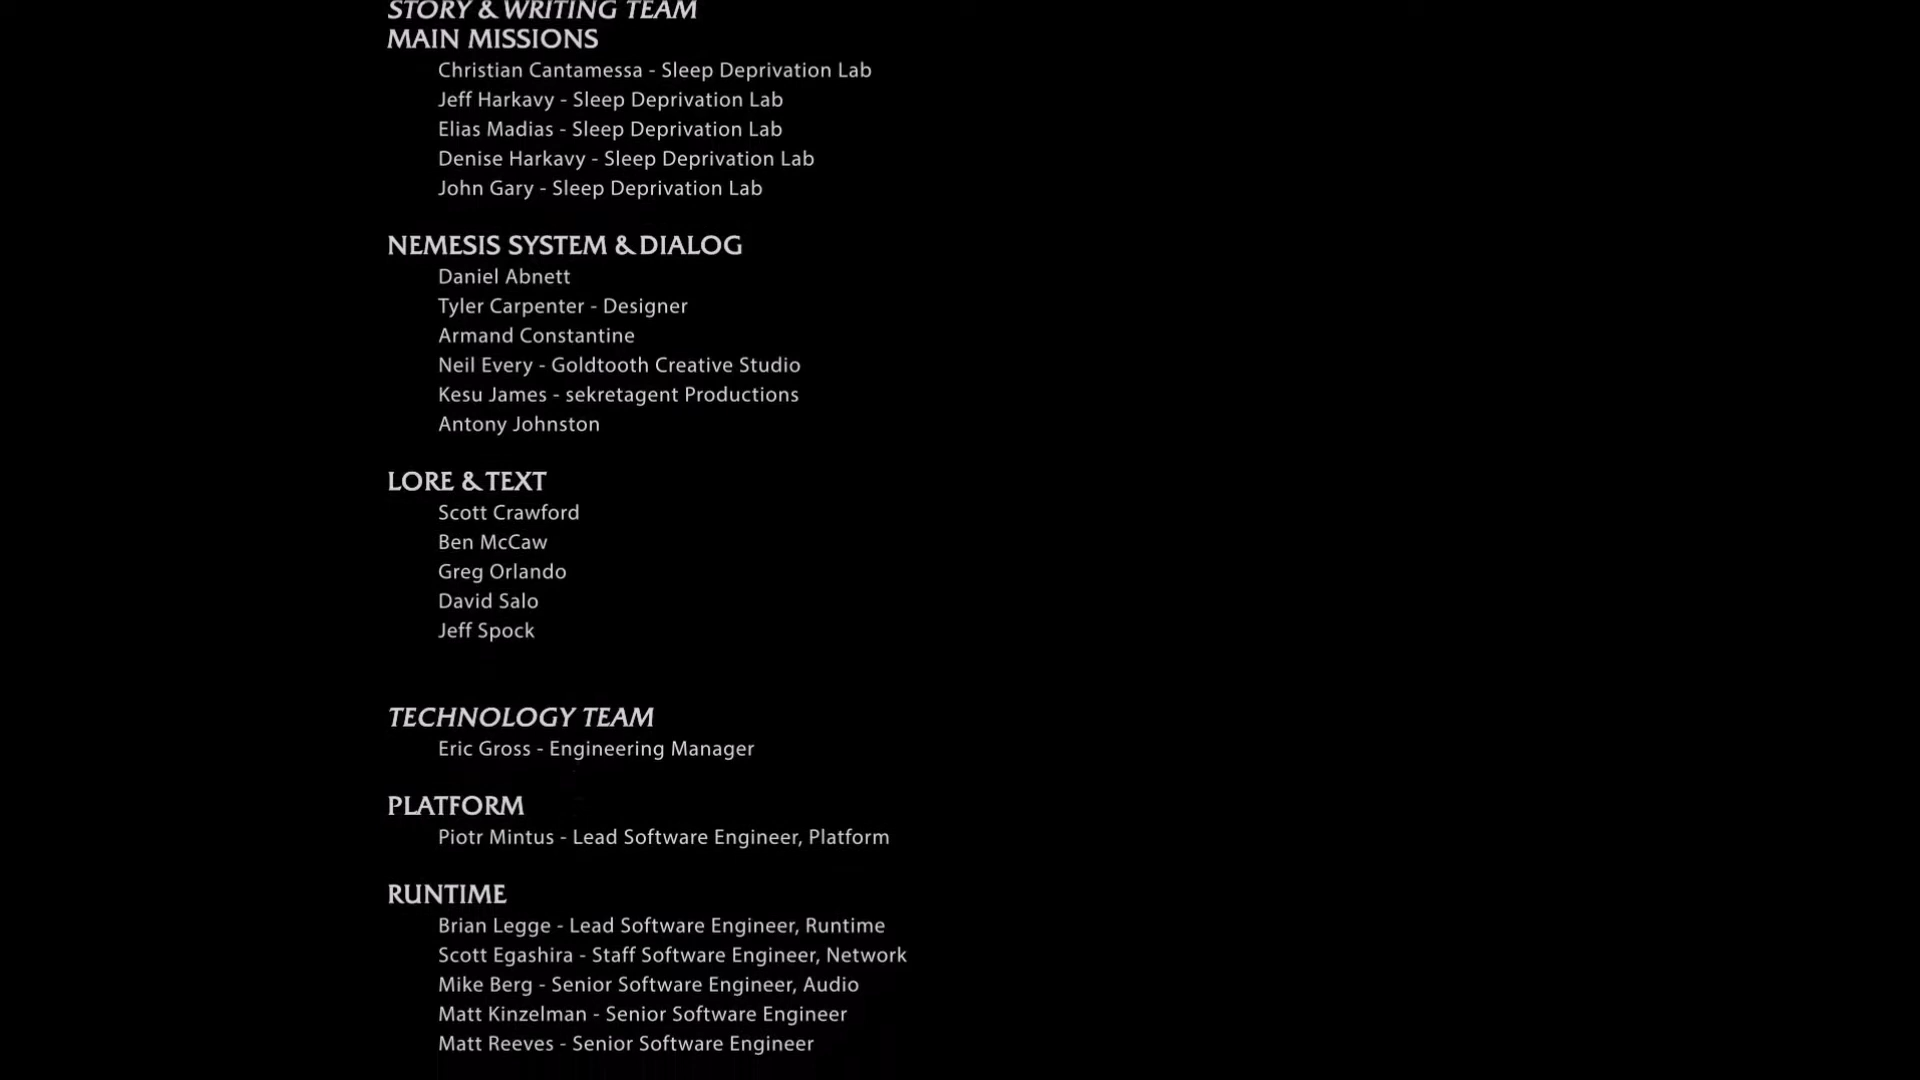 STORY & WRITING TEAM
MAIN MISSIONS
Christian Cantamessa - Sleep Deprivation Lab
Jeff Harkavy - Sleep Deprivation Lab
Elias Madias - Sleep Deprivation Lab
Denise Harkavy - Sleep Deprivation Lab
John Gary - Sleep Deprivation Lab
NEMESIS SYSTEM & DIALOG
Daniel Abnett
Tyler Carpenter - Designer
Armand Constantine
Neil Every - Goldtooth Creative Studio
Kesu James - sekretagent Productions
Antony Johnston
LORE & TEXT
Scott Crawford
Ben McCaw
Greg Orlando
David Salo
Jeff Spock
TECHNOLOGY TEAM
Eric Gross - Engineering Manager
PLATFORM
Piotr Mintus - Lead Software Engineer, Platform
RUNTIME
Brian Legge - Lead Software Engineer, Runtime
Scott Egashira - Staff Software Engineer, Network
Mike Berg - Senior Software Engineer, Audio
Matt Kinzelman - Senior Software Engineer
Matt Reeves - Senior Software Engineer